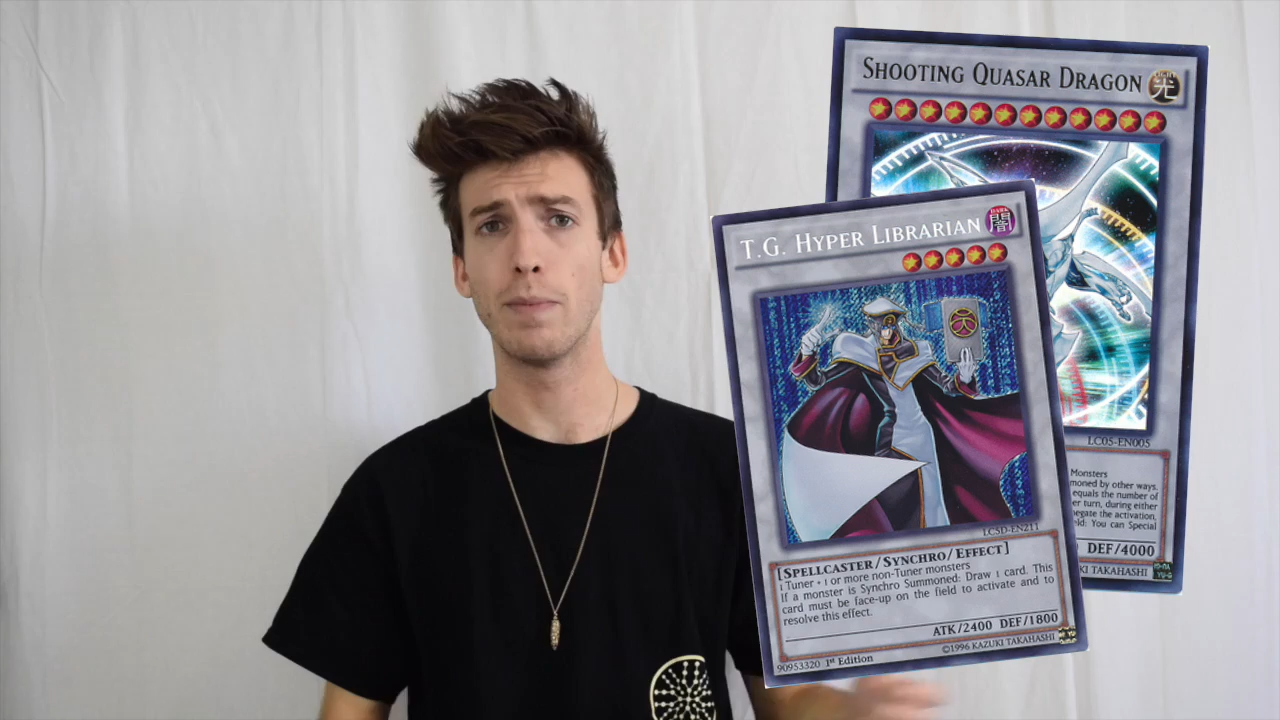 SHOOTING QUASAR DRAGON
LIGHT
光
LC05-EN005
Monsters
moned by other ways.
equals the number of
er turn, during either
negate the activation,
eld: You can Special
DEF/4000
KI TAKAHASHI
T.G. HYPER LIBRARIAN
DARK
闇
LC5D-EN211
[SPELLCASTER/SYNCHRO/EFFECT]
1 Tuner + 1 or more non-Tuner monsters
If a monster is Synchro Summoned: Draw 1 card. This
card must be face-up on the field to activate and to
resolve this effect.
ATK/2400 DEF/1800
90953320 1st Edition
©1996 KAZUKI TAKAHASHI